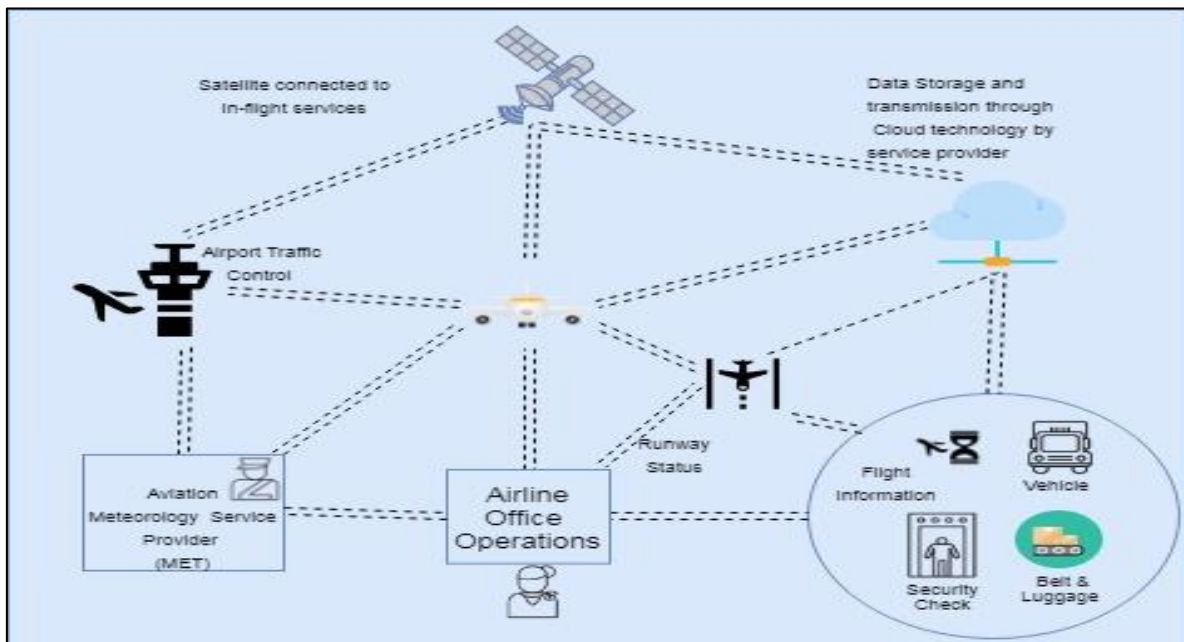 Satellite connected to
In-flight services
Data Storage and
transmission through
Cloud technology by
service provider
Airport Traffic
Control
Runway
Status
Aviation
Meteorology Service
Provider
(MET)
Airline
Office
Operations
Flight
Information
Vehicle
Security
Check
Belt &
Luggage